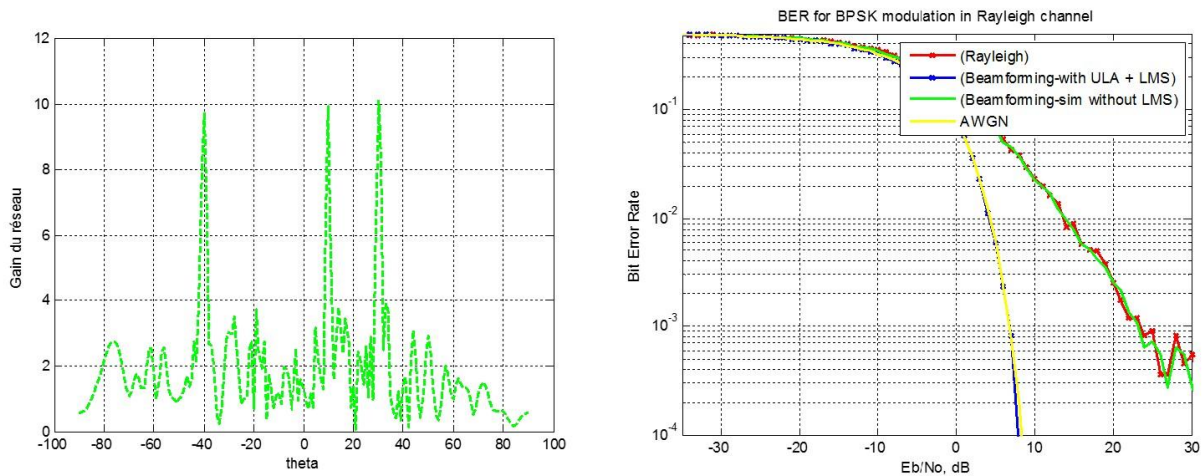 12
10
8
6
4
2
0
Gain du réseau
-100 -80 -60 -40 -20 0 20 40 60 80 100
theta
BER for BPSK modulation in Rayleigh channel
(Rayleigh)
(Beamforming-with ULA + LMS)
(Beamforming-sim without LMS)
AWGN
10-1
10-2
10-3
10-4
Bit Error Rate
-30 -20 -10 0 10 20 30
Eb/No, dB